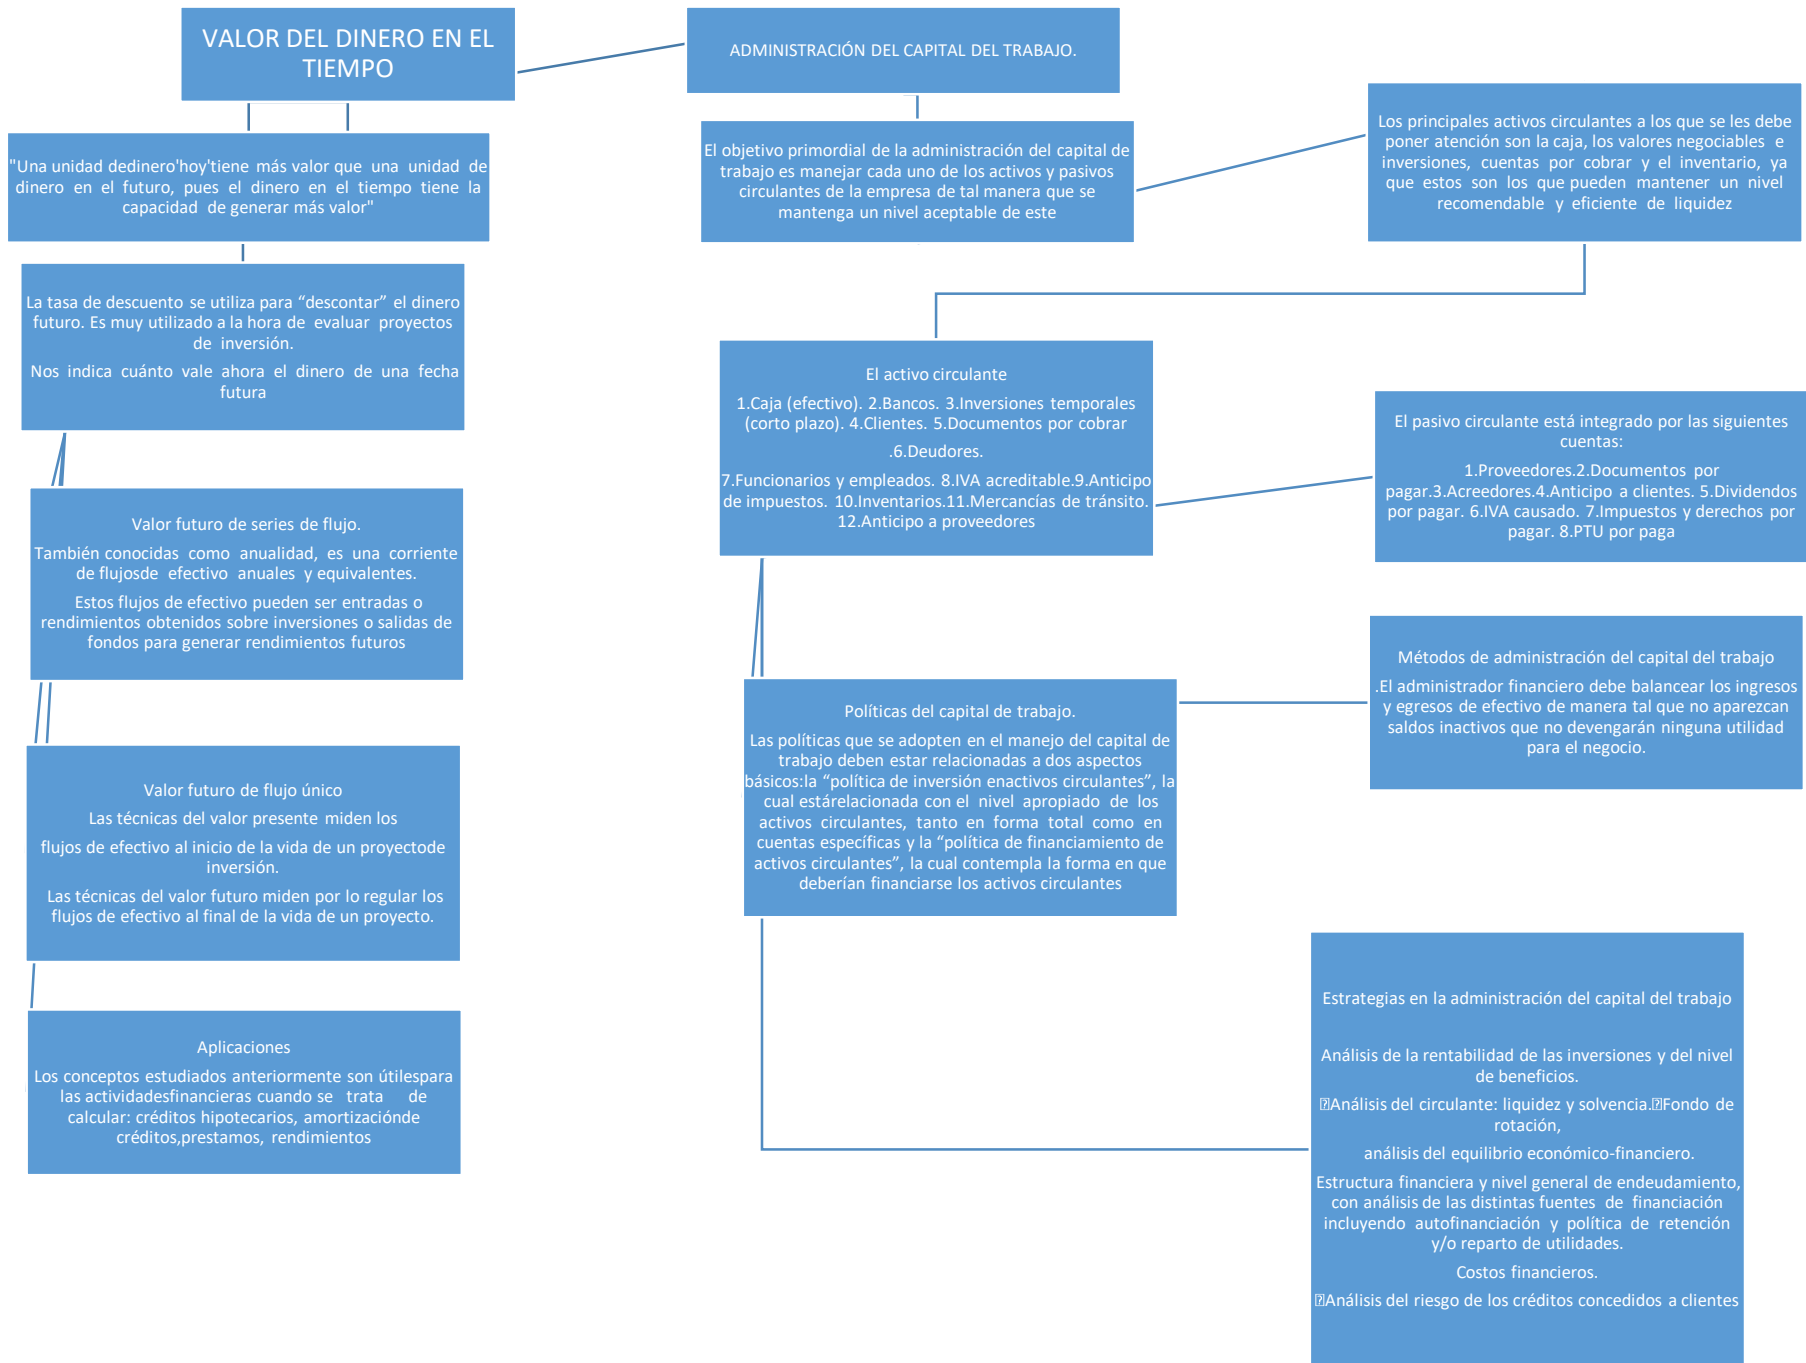 VALOR DEL DINERO EN EL
TIEMPO
"Una unidad dedinero'hoy'tiene más valor que una unidad de
dinero en el futuro, pues el dinero en el tiempo tiene la
capacidad de generar más valor"
La tasa de descuento se utiliza para “descontar” el dinero
futuro. Es muy utilizado a la hora de evaluar proyectos
de inversión.
Nos indica cuánto vale ahora el dinero de una fecha
futura
Valor futuro de series de flujo.
También conocidas como anualidad, es una corriente
de flujosde efectivo anuales y equivalentes.
Estos flujos de efectivo pueden ser entradas o
rendimientos obtenidos sobre inversiones o salidas de
fondos para generar rendimientos futuros
Valor futuro de flujo único
Las técnicas del valor presente miden los
flujos de efectivo al inicio de la vida de un proyectode
inversión.
Las técnicas del valor futuro miden por lo regular los
flujos de efectivo al final de la vida de un proyecto.
Aplicaciones
Los conceptos estudiados anteriormente son útilespara
las actividadesfinancieras cuando se trata de
calcular: créditos hipotecarios, amortizaciónde
créditos,prestamos, rendimientos
ADMINISTRACIÓN DEL CAPITAL DEL TRABAJO.
El objetivo primordial de la administración del capital de
trabajo es manejar cada uno de los activos y pasivos
circulantes de la empresa de tal manera que se
mantenga un nivel aceptable de este
Los principales activos circulantes a los que se les debe
poner atención son la caja, los valores negociables e
inversiones, cuentas por cobrar y el inventario, ya
que estos son los que pueden mantener un nivel
recomendable y eficiente de liquidez
El activo circulante
1.Caja (efectivo). 2.Bancos. 3.Inversiones temporales
(corto plazo). 4.Clientes. 5.Documentos por cobrar
.6.Deudores.
7.Funcionarios y empleados. 8.IVA acreditable.9.Anticipo
de impuestos. 10.Inventarios.11.Mercancías de tránsito.
12.Anticipo a proveedores
El pasivo circulante está integrado por las siguientes
cuentas:
1.Proveedores.2.Documentos por
pagar.3.Acreedores.4.Anticipo a clientes. 5.Dividendos
por pagar. 6.IVA causado. 7.Impuestos y derechos por
pagar. 8.PTU por paga
Políticas del capital de trabajo.
Las políticas que se adopten en el manejo del capital de
trabajo deben estar relacionadas a dos aspectos
básicos:la “política de inversión enactivos circulantes”, la
cual estárelacionada con el nivel apropiado de los
activos circulantes, tanto en forma total como en
cuentas específicas y la “política de financiamiento de
activos circulantes”, la cual contempla la forma en que
deberían financiarse los activos circulantes
Métodos de administración del capital del trabajo
.El administrador financiero debe balancear los ingresos
y egresos de efectivo de manera tal que no aparezcan
saldos inactivos que no devengarán ninguna utilidad
para el negocio.
Estrategias en la administración del capital del trabajo
Análisis de la rentabilidad de las inversiones y del nivel
de beneficios.
Análisis del circulante: liquidez y solvencia.Fondo de
rotación,
análisis del equilibrio económico-financiero.
Estructura financiera y nivel general de endeudamiento,
con análisis de las distintas fuentes de financiación
incluyendo autofinanciación y política de retención
y/o reparto de utilidades.
Costos financieros.
Análisis del riesgo de los créditos concedidos a clientes